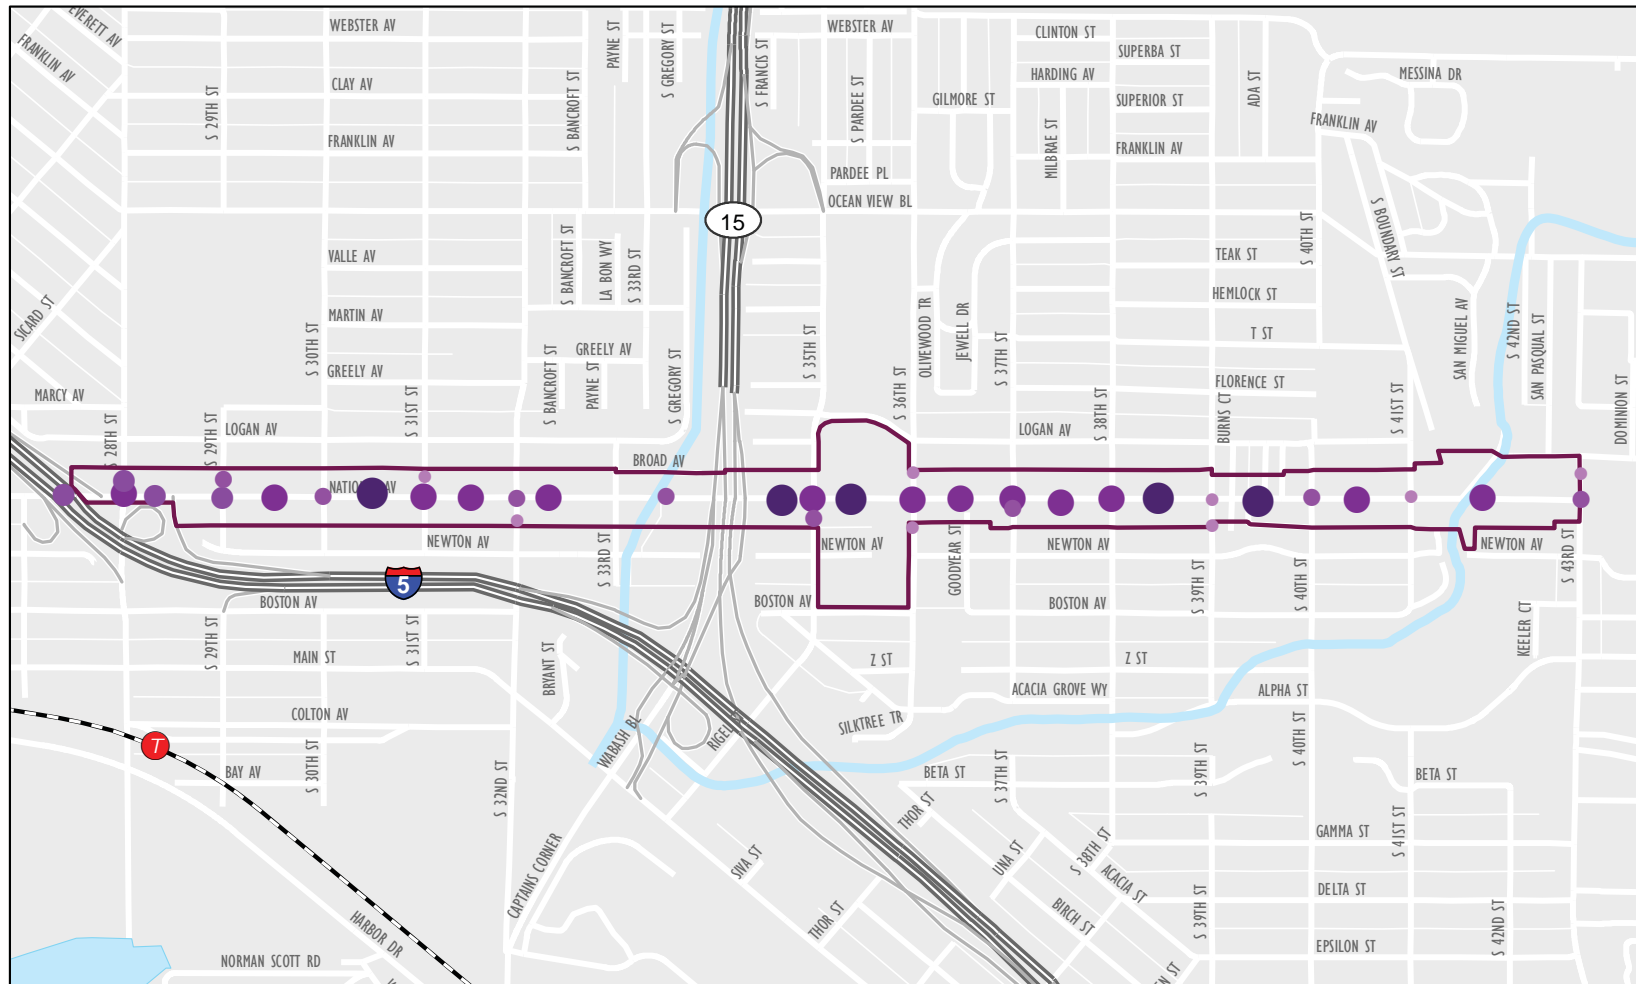 EVERETT AV
FRANKLIN AV
WEBSTER AV
PAYNE ST
S GREGORY ST
S FRANCIS ST
WEBSTER AV
CLINTON ST
SUPERBA ST
HARDING AV
MESSINA DR
CLAY AV
S 29TH ST
S BANCROFT ST
S PARDEE ST
GILMORE ST
SUPERIOR ST
ADA ST
FRANKLIN AV
FRANKLIN AV
MILBRAE ST
FRANKLIN AV
PARDEE PL
OCEAN VIEW BL
15
S BOUNDARY ST
S 40TH ST
VALLE AV
S BANCROFT ST
LA BON WY
S 33RD ST
TEAK ST
HEMLOCK ST
SICARD ST
MARTIN AV
S 30TH ST
GREELY AV
GREELY AV
S BANCROFT ST
PAYNE ST
S GREGORY ST
S 35TH ST
OLIVEWOOD TR
JEWELL DR
S 37TH ST
T ST
SAN MIGUEL AV
S 42ND ST
SAN PASQUAL ST
FLORENCE ST
MARCY AV
S 28TH ST
S 29TH ST
LOGAN AV
S 31ST ST
S 36TH ST
LOGAN AV
S 38TH ST
BURNS CT
S 41ST ST
DOMINION ST
BROAD AV
NEWTON AV
S 33RD ST
NEWTON AV
GOODYEAR ST
NEWTON AV
NEWTON AV
S 43RD ST
5
BOSTON AV
BOSTON AV
BOSTON AV
S 39TH ST
S 40TH ST
S 29TH ST
S 31ST ST
KEELER CT
MAIN ST
BRYANT ST
Z ST
Z ST
ACACIA GROVE WY
ALPHA ST
COLTON AV
WABASH BL
SILKTREE TR
S 40TH ST
T
BAY AV
S 30TH ST
S 32ND ST
BETA ST
S 37TH ST
S 39TH ST
BETA ST
THOR ST
S 41ST ST
GAMMA ST
CAPTAINS CORNER
SIVA ST
UNA ST
S 38TH ST
ACACIA ST
DELTA ST
HARBOR DR
THOR ST
BIRCH ST
S 39TH ST
S 42ND ST
NORMAN SCOTT RD
EPSILON ST